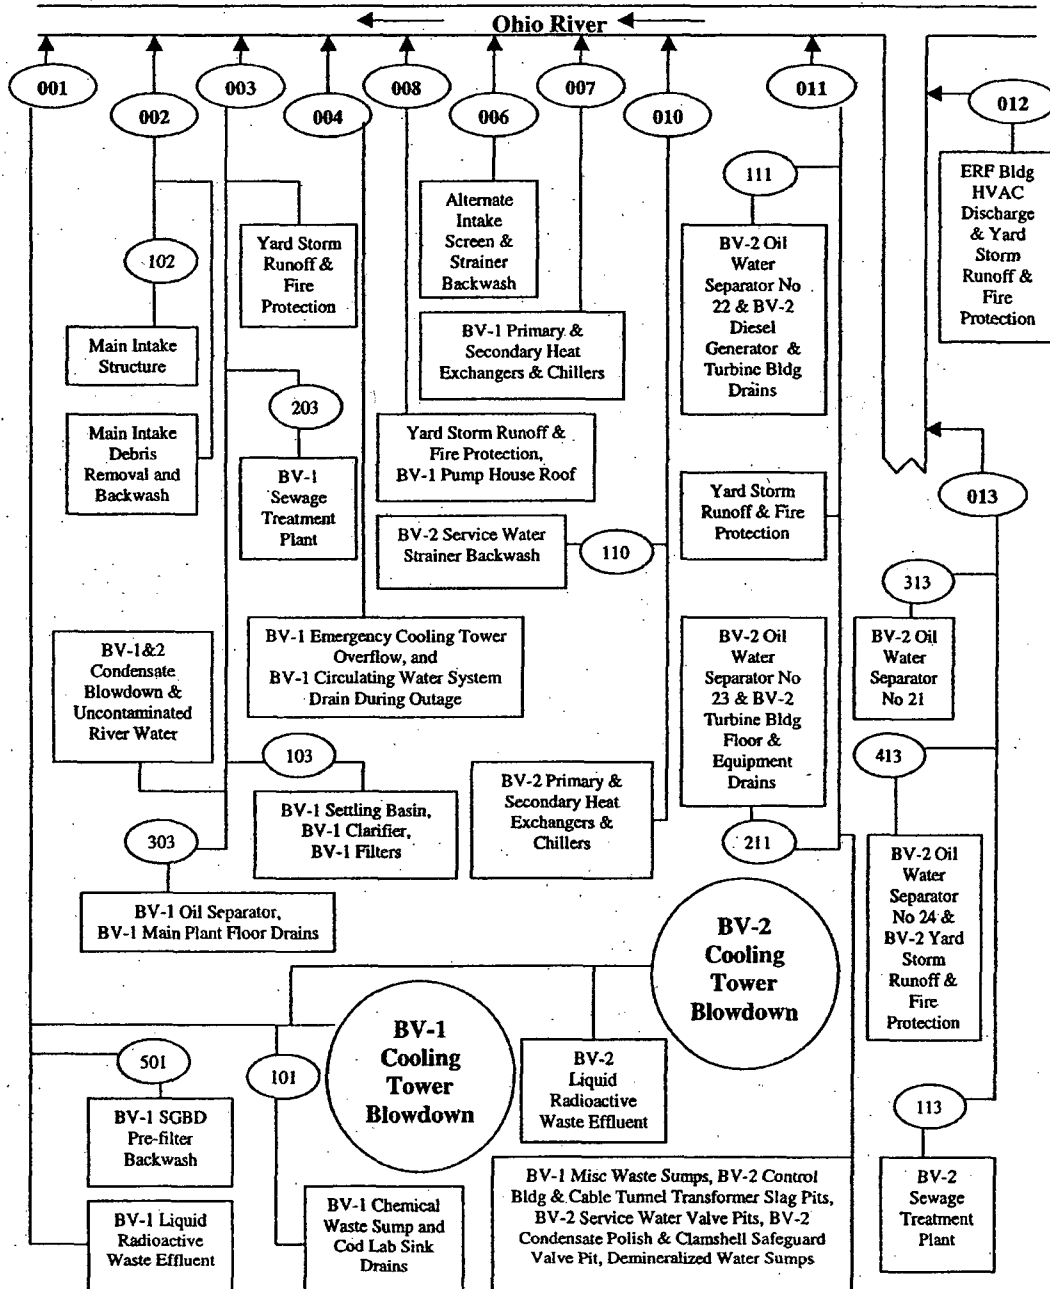 Ohio River
001
002
003
004
008
006
007
010
011
012
111
ERF Bldg
HVAC
Discharge
& Yard
Storm
Runoff &
Fire
Protection
102
Yard Storm
Runoff &
Fire
Protection
Alternate
Intake
Screen &
Strainer
Backwash
BV-2 Oil
Water
Separator No
22 & BV-2
Diesel
Generator &
Turbine Bldg
Drains
Main Intake
Structure
BV-1 Primary &
Secondary Heat
Exchangers & Chillers
203
Main Intake
Debris
Removal and
Backwash
BV-1
Sewage
Treatment
Plant
Yard Storm Runoff &
Fire Protection,
BV-1 Pump House Roof
Yard Storm
Runoff & Fire
Protection
013
BV-2 Service Water
Strainer Backwash
110
313
BV-1&2
Condensate
Blowdown &
Uncontaminated
River Water
BV-1 Emergency Cooling Tower
Overflow, and
BV-1 Circulating Water System
Drain During Outage
BV-2 Oil
Water
Separator No
23 & BV-2
Turbine Bldg
Floor &
Equipment
Drains
BV-2 Oil
Water
Separator
No 21
103
413
BV-1 Settling Basin,
BV-1 Clarifier,
BV-1 Filters
BV-2 Primary &
Secondary Heat
Exchangers &
Chillers
303
211
BV-2 Oil
Water
Separator
No 24 &
BV-2 Yard
Storm
Runoff &
Fire
Protection
BV-1 Oil Separator,
BV-1 Main Plant Floor Drains
BV-2
Cooling
Tower
Blowdown
BV-1
Cooling
Tower
Blowdown
501
101
BV-2
Liquid
Radioactive
Waste Effluent
113
BV-1 SGBD
Pre-filter
Backwash
BV-1 Liquid
Radioactive
Waste Effluent
BV-1 Chemical
Waste Sump and
Cod Lab Sink
Drains
BV-1 Misc Waste Sumps, BV-2 Control
Bldg & Cable Tunnel Transformer Slag Pits,
BV-2 Service Water Valve Pits, BV-2
Condensate Polish & Clamshell Safeguard
Valve Pit, Demineralized Water Sumps
BV-2
Sewage
Treatment
Plant